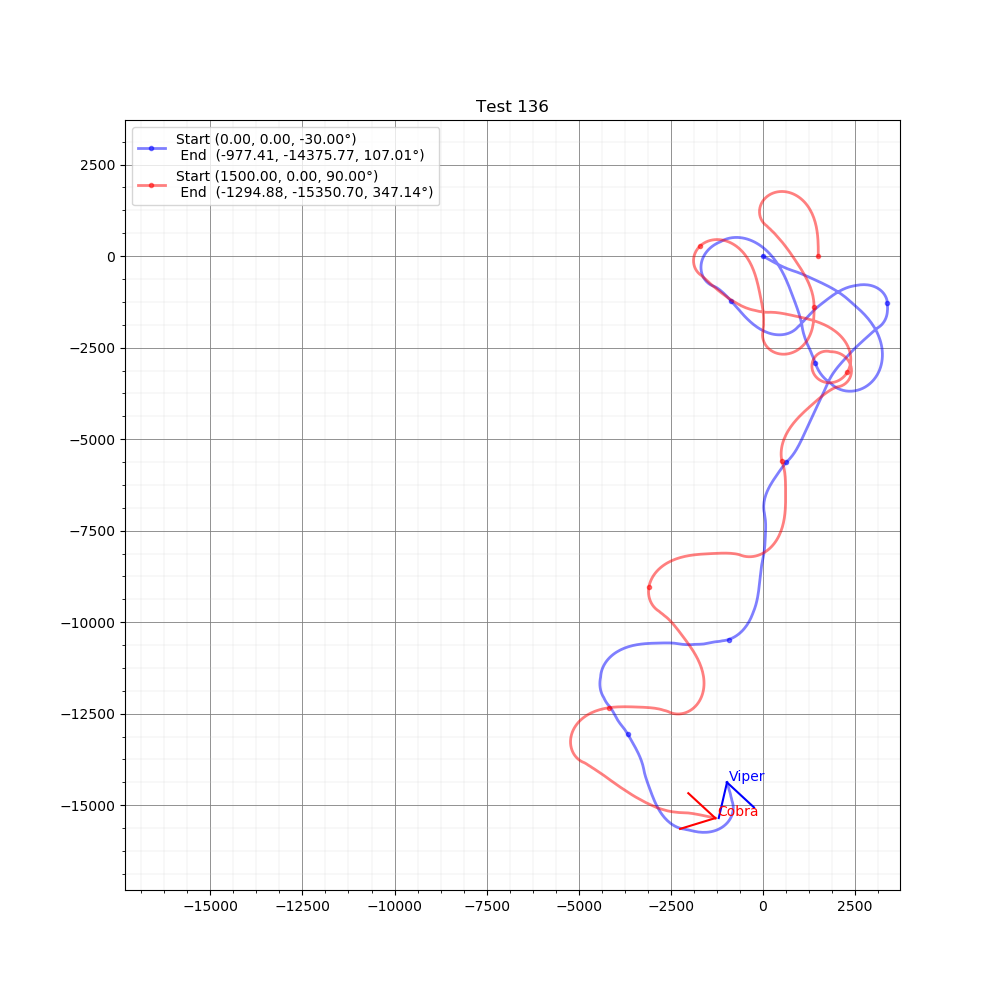 Test 136
Start (0.00, 0.00, -30.00°)
End  (-977.41, -14375.77, 107.01°)
Start (1500.00, 0.00, 90.00°)
End  (-1294.88, -15350.70, 347.14°)
2500
0
−2500
−5000
−7500
−10000
−12500
−15000
Viper
Cobra
−15000 −12500 −10000 −7500 −5000 −2500 0 2500